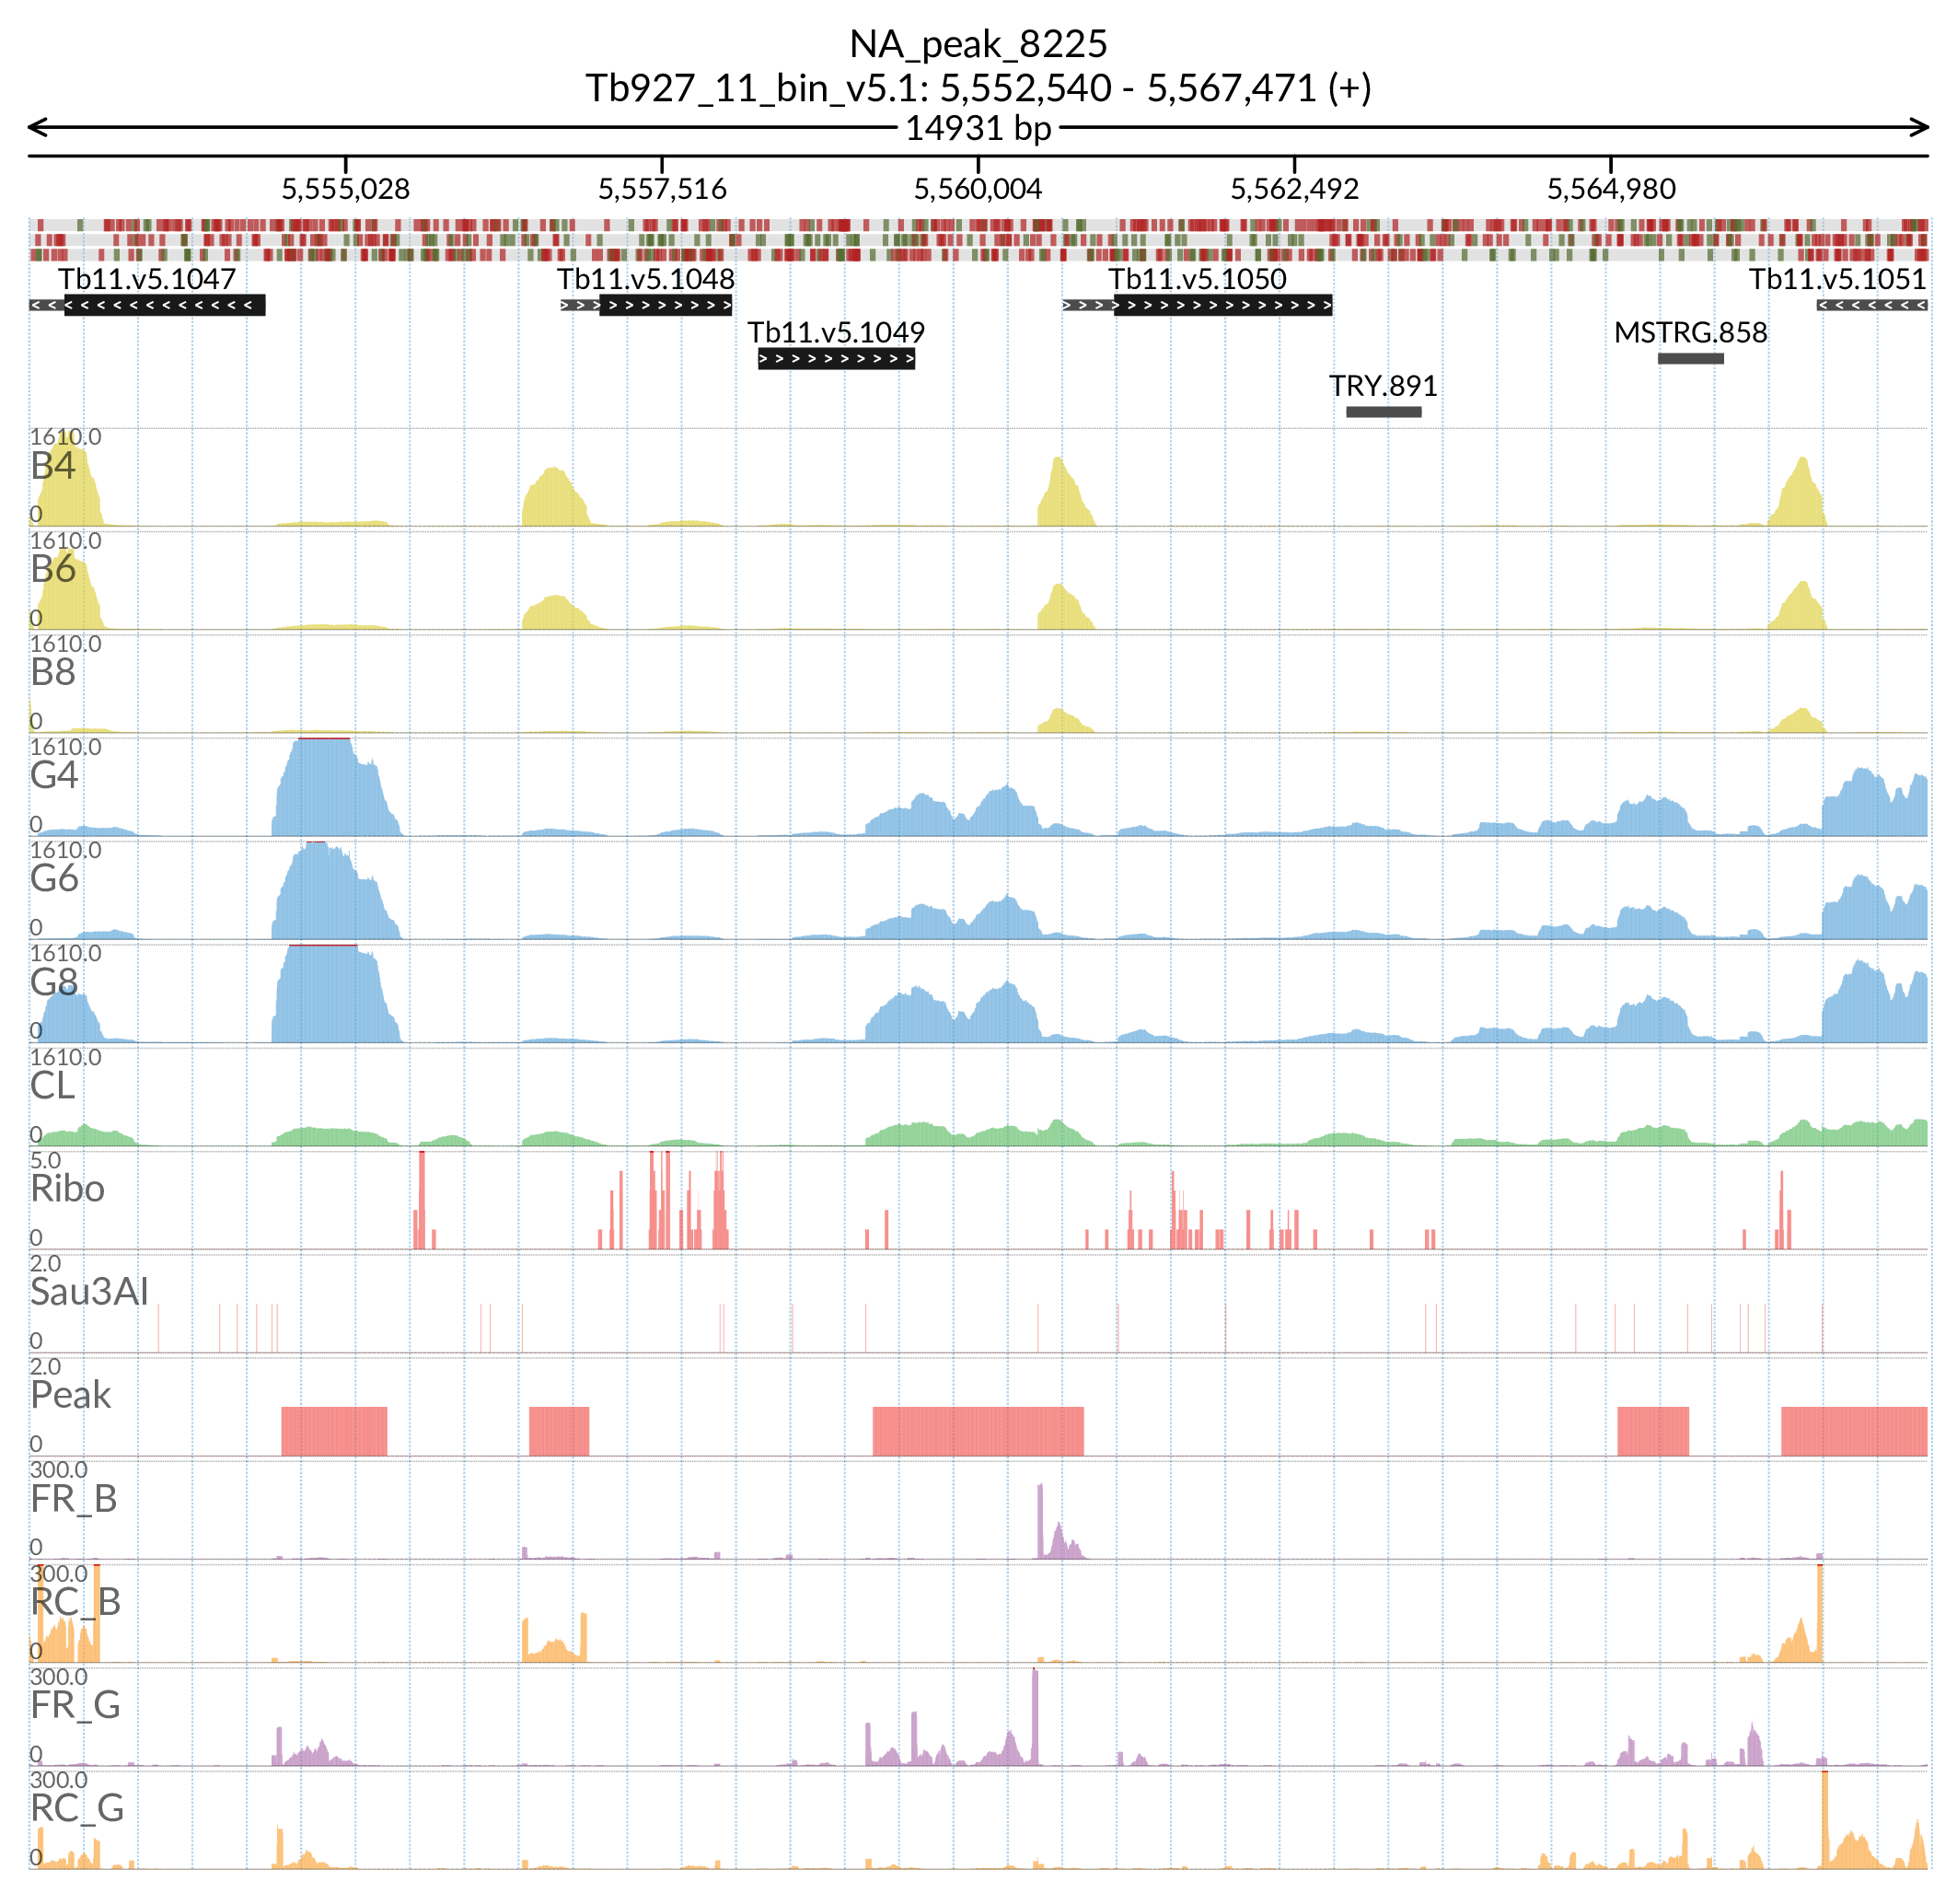 NA_peak_8225
Tb927_11_bin_v5.1: 5,552,540 - 5,567,471 (+)
14931 bp
5,555,028 5,557,516 5,560,004 5,562,492 5,564,980
Tb11.v5.1047 Tb11.v5.1048 Tb11.v5.1050 Tb11.v5.1051
Tb11.v5.1049 MSTRG.858
TRY.891
1610.0
B4
0
1610.0
B6
0
1610.0
B8
0
1610.0
G4
0
1610.0
G6
0
1610.0
G8
0
1610.0
CL
0
5.0
Ribo
0
2.0
Sau3AI
0
2.0
Peak
0
300.0
FR_B
0
300.0
RC_B
0
300.0
FR_G
0
300.0
RC_G
0